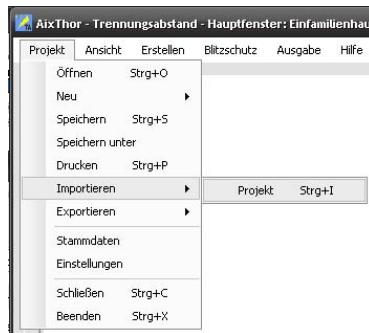 AixThor - Trennungsabstand - Hauptfenster: Einfamilienhau
Projekt Ansicht Erstellen Blitzschutz Ausgabe Hilfe
Öffnen Strg+O
Neu
Speichern Strg+S
Speichern unter
Drucken Strg+P
Importieren
Projekt Strg+I
Exportieren
Stammdaten
Einstellungen
Schließen Strg+C
Beenden Strg+X